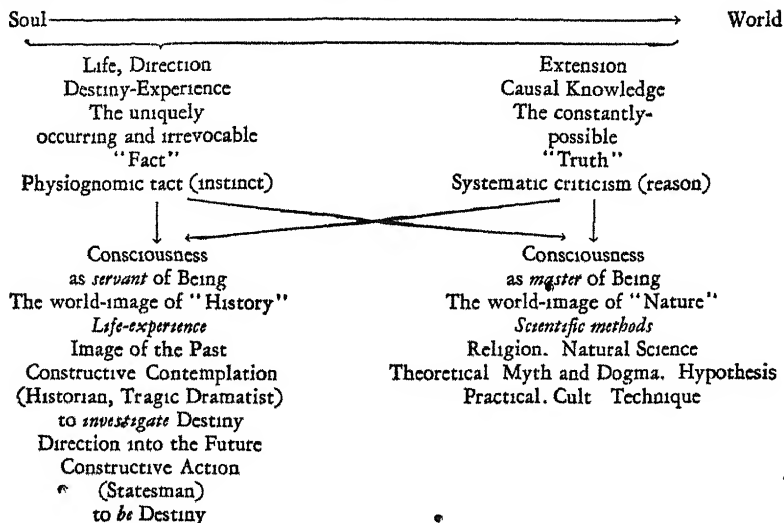 Soul World
Life, Direction
Destiny-Experience
The uniquely
occurring and irrevocable
"Fact"
Physiognomic tact (instinct)
Extension
Causal Knowledge
The constantly-
possible
"Truth"
Systematic criticism (reason)
Consciousness
as servant of Being
The world-image of "History"
Life-experience
Image of the Past
Constructive Contemplation
(Historian, Tragic Dramatist)
to investigate Destiny
Direction into the Future
Constructive Action
(Statesman)
to be Destiny
Consciousness
as master of Being
The world-image of "Nature"
Scientific methods
Religion. Natural Science
Theoretical Myth and Dogma. Hypothesis
Practical. Cult Technique